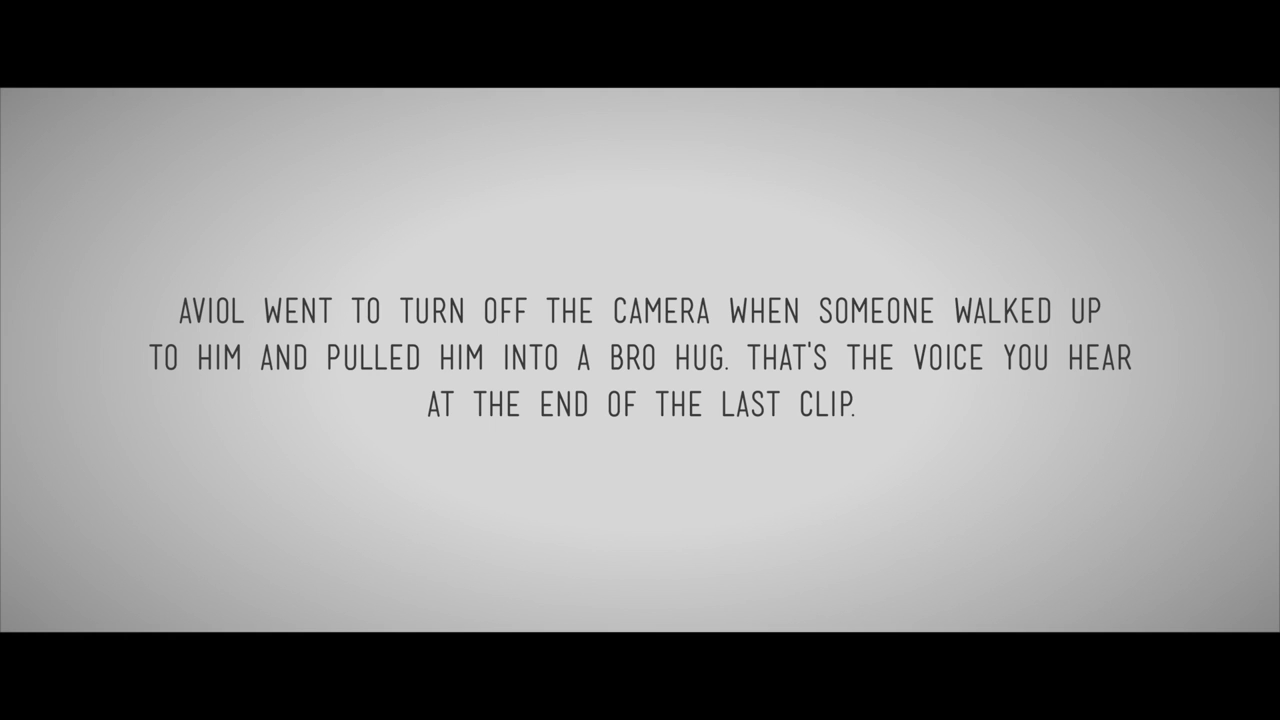 AVIOL WENT TO TURN OFF THE CAMERA WHEN SOMEONE WALKED UP
TO HIM AND PULLED HIM INTO A BRO HUG. THAT'S THE VOICE YOU HEAR
AT THE END OF THE LAST CLIP.